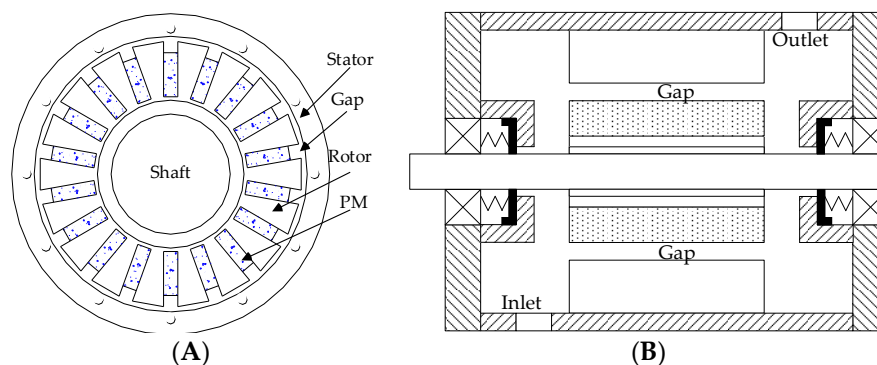 Stator
Gap
Shaft
Rotor
PM
(A)
Outlet
Gap
Gap
Inlet
(B)